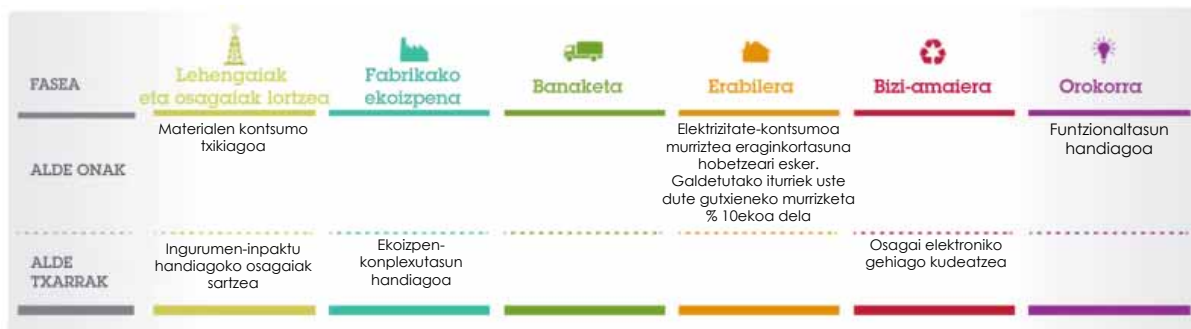 FASEA
Lehengaiak
eta osagaiak lortzea
Fabrikako
ekoizpena
Banaketa
Erabilera
Bizi-amaiera
Orokorra
ALDE ONAK
Materialen kontsumo
txikiagoa
Elektrizitate-kontsumoa
murriztea eraginkortasuna
hobetzeari esker.
Galdetutako iturriek uste
dute gutxieneko murrizketa
% 10ekoa dela
Funtzionaltasun
handiagoa
ALDE
TXARRAK
Ingurumen-inpaktu
handiagoko osagaiak
sartzea
Ekoizpen-
konplexutasun
handiagoa
Osagai elektroniko
gehiago kudeatzea